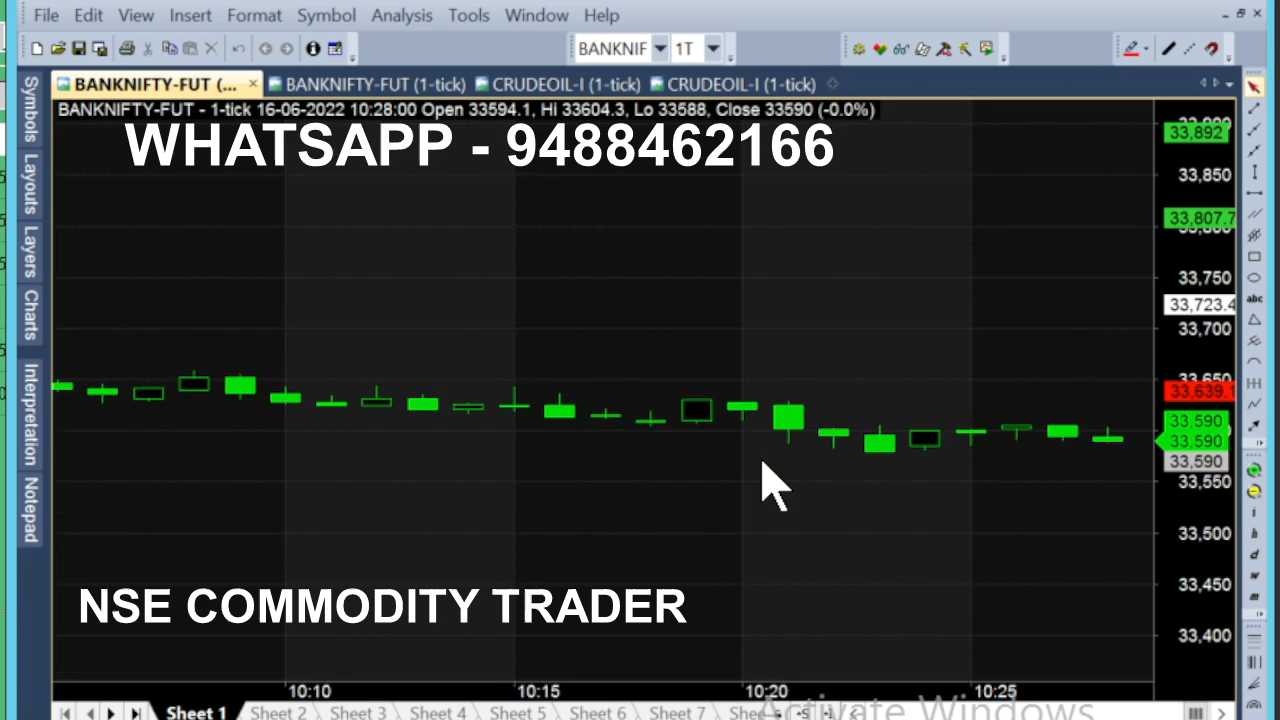 File Edit View Insert Format Symbol Analysis Tools Window Help
BANKNIF 1T
BANKNIFTY-FUT (... BANKNIFTY-FUT (1-tick) CRUDEOIL-I (1-tick) CRUDEOIL-I (1-tick)
BANKNIFTY-FUT - 1-tick 16-06-2022 10:28:00 Open 33594.1, Hi 33604.3, Lo 33588, Close 33590 (-0.0%)
WHATSAPP - 9488462166
Symbols
Layouts
Layers
Charts
Interpretation
Notepad
33,892
33,850
33,807.7
33,750
33,723.4
33,700
33,650
33,639.1
33,590
33,590
33,590
33,550
33,500
33,450
33,400
abc
i
h
d
w
m
NSE COMMODITY TRADER
10:10 10:15 10:20 10:25
Sheet 1 Sheet 2 Sheet 3 Sheet 4 Sheet 5 Sheet 6 Sheet 7
Activate Windows